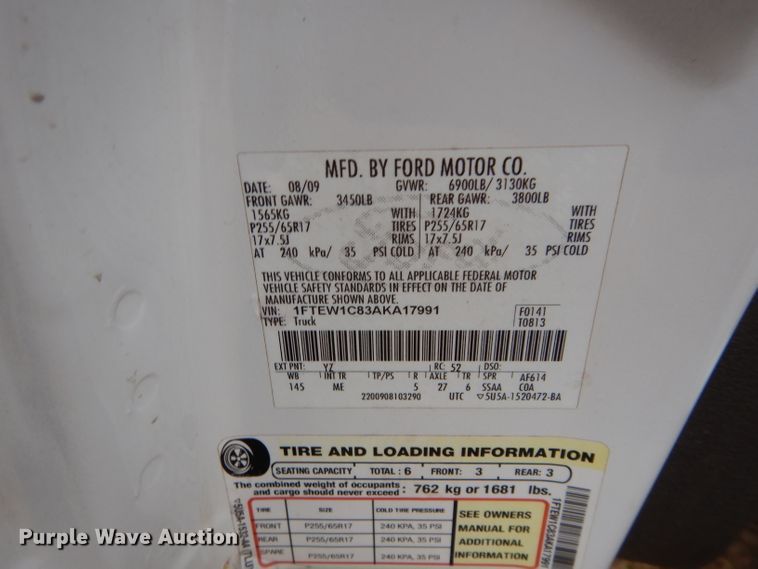 MFD. BY FORD MOTOR CO.
DATE: 08/09 GVWR: 6900LB/ 3130KG
FRONT GAWR: 3450LB REAR GAWR: 3800LB
1565KG WITH 1724KG WITH
P255/65R17 TIRES P255/65R17 TIRES
17x7.5J RIMS 17x7.5J RIMS
AT 240 kPa/ 35 PSI COLD AT 240 kPa/ 35 PSI COLD
THIS VEHICLE CONFORMS TO ALL APPLICABLE FEDERAL MOTOR
VEHICLE SAFETY STANDARDS IN EFFECT ON THE DATE OF
MANUFACTURE SHOWN ABOVE.
VIN: 1FTEW1C83AKA17991 F0141
TYPE: Truck T0813
EXT PNT: YZ RC: 52 DSO:
WB INT TR TP/PS R AXLE TR SPR AF614
145 ME 5 27 6 SSAA COA
2200908103290 UTC ▽5U5A-1520472-BA
TIRE AND LOADING INFORMATION
SEATING CAPACITY TOTAL: 6 FRONT: 3 REAR: 3
The combined weight of occupants
and cargo should never exceed : 762 kg or 1681 lbs.
TIRE SIZE COLD TIRE PRESSURE
FRONT P255/65R17 240 KPA, 35 PSI
REAR P255/65R17 240 KPA, 35 PSI
SPARE P255/65R17 240 KPA, 35 PSI
SEE OWNERS
MANUAL FOR
ADDITIONAL
INFORMATION
1FTEW1C83AKA17991
Purple Wave Auction